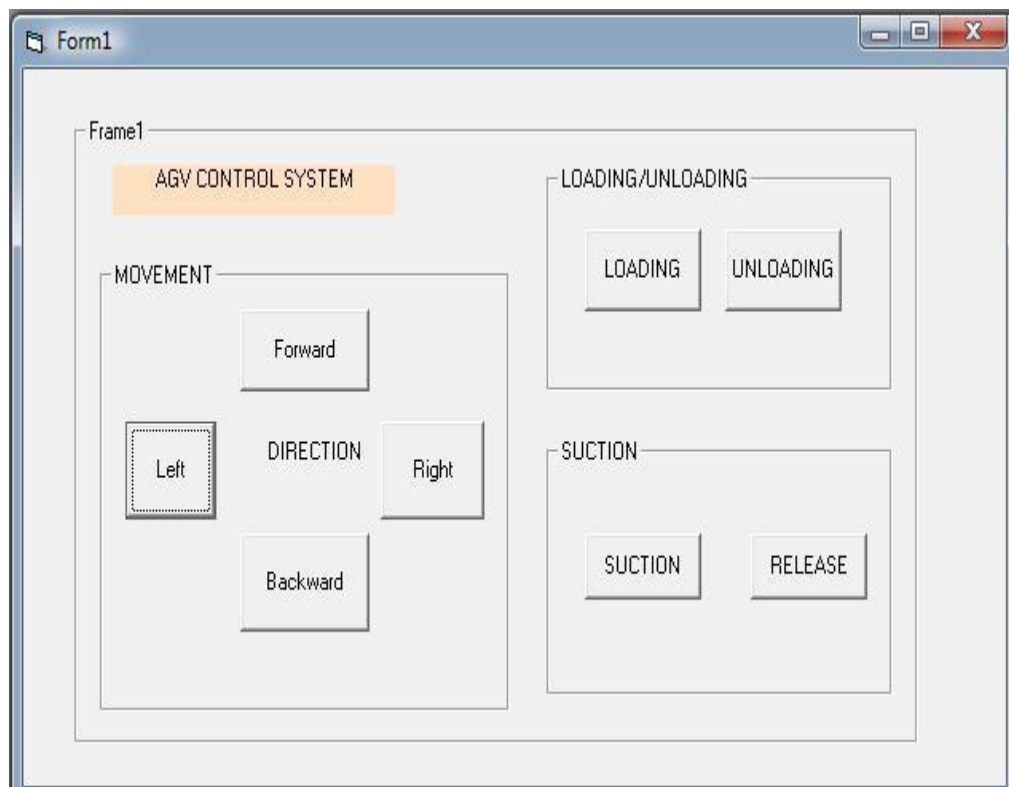 Form1
Frame1
AGV CONTROL SYSTEM
MOVEMENT
Forward
Left
DIRECTION
Right
Backward
LOADING/UNLOADING
LOADING
UNLOADING
SUCTION
SUCTION
RELEASE